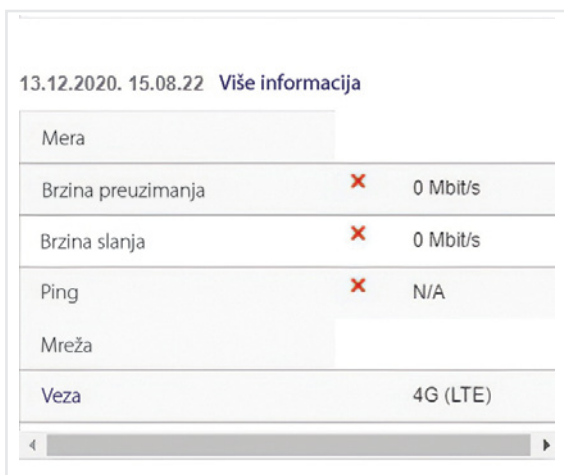 13.12.2020. 15.08.22 Više informacija
Mera
Brzina preuzimanja 0 Mbit/s
Brzina slanja 0 Mbit/s
Ping N/A
Mreža
Veza 4G (LTE)